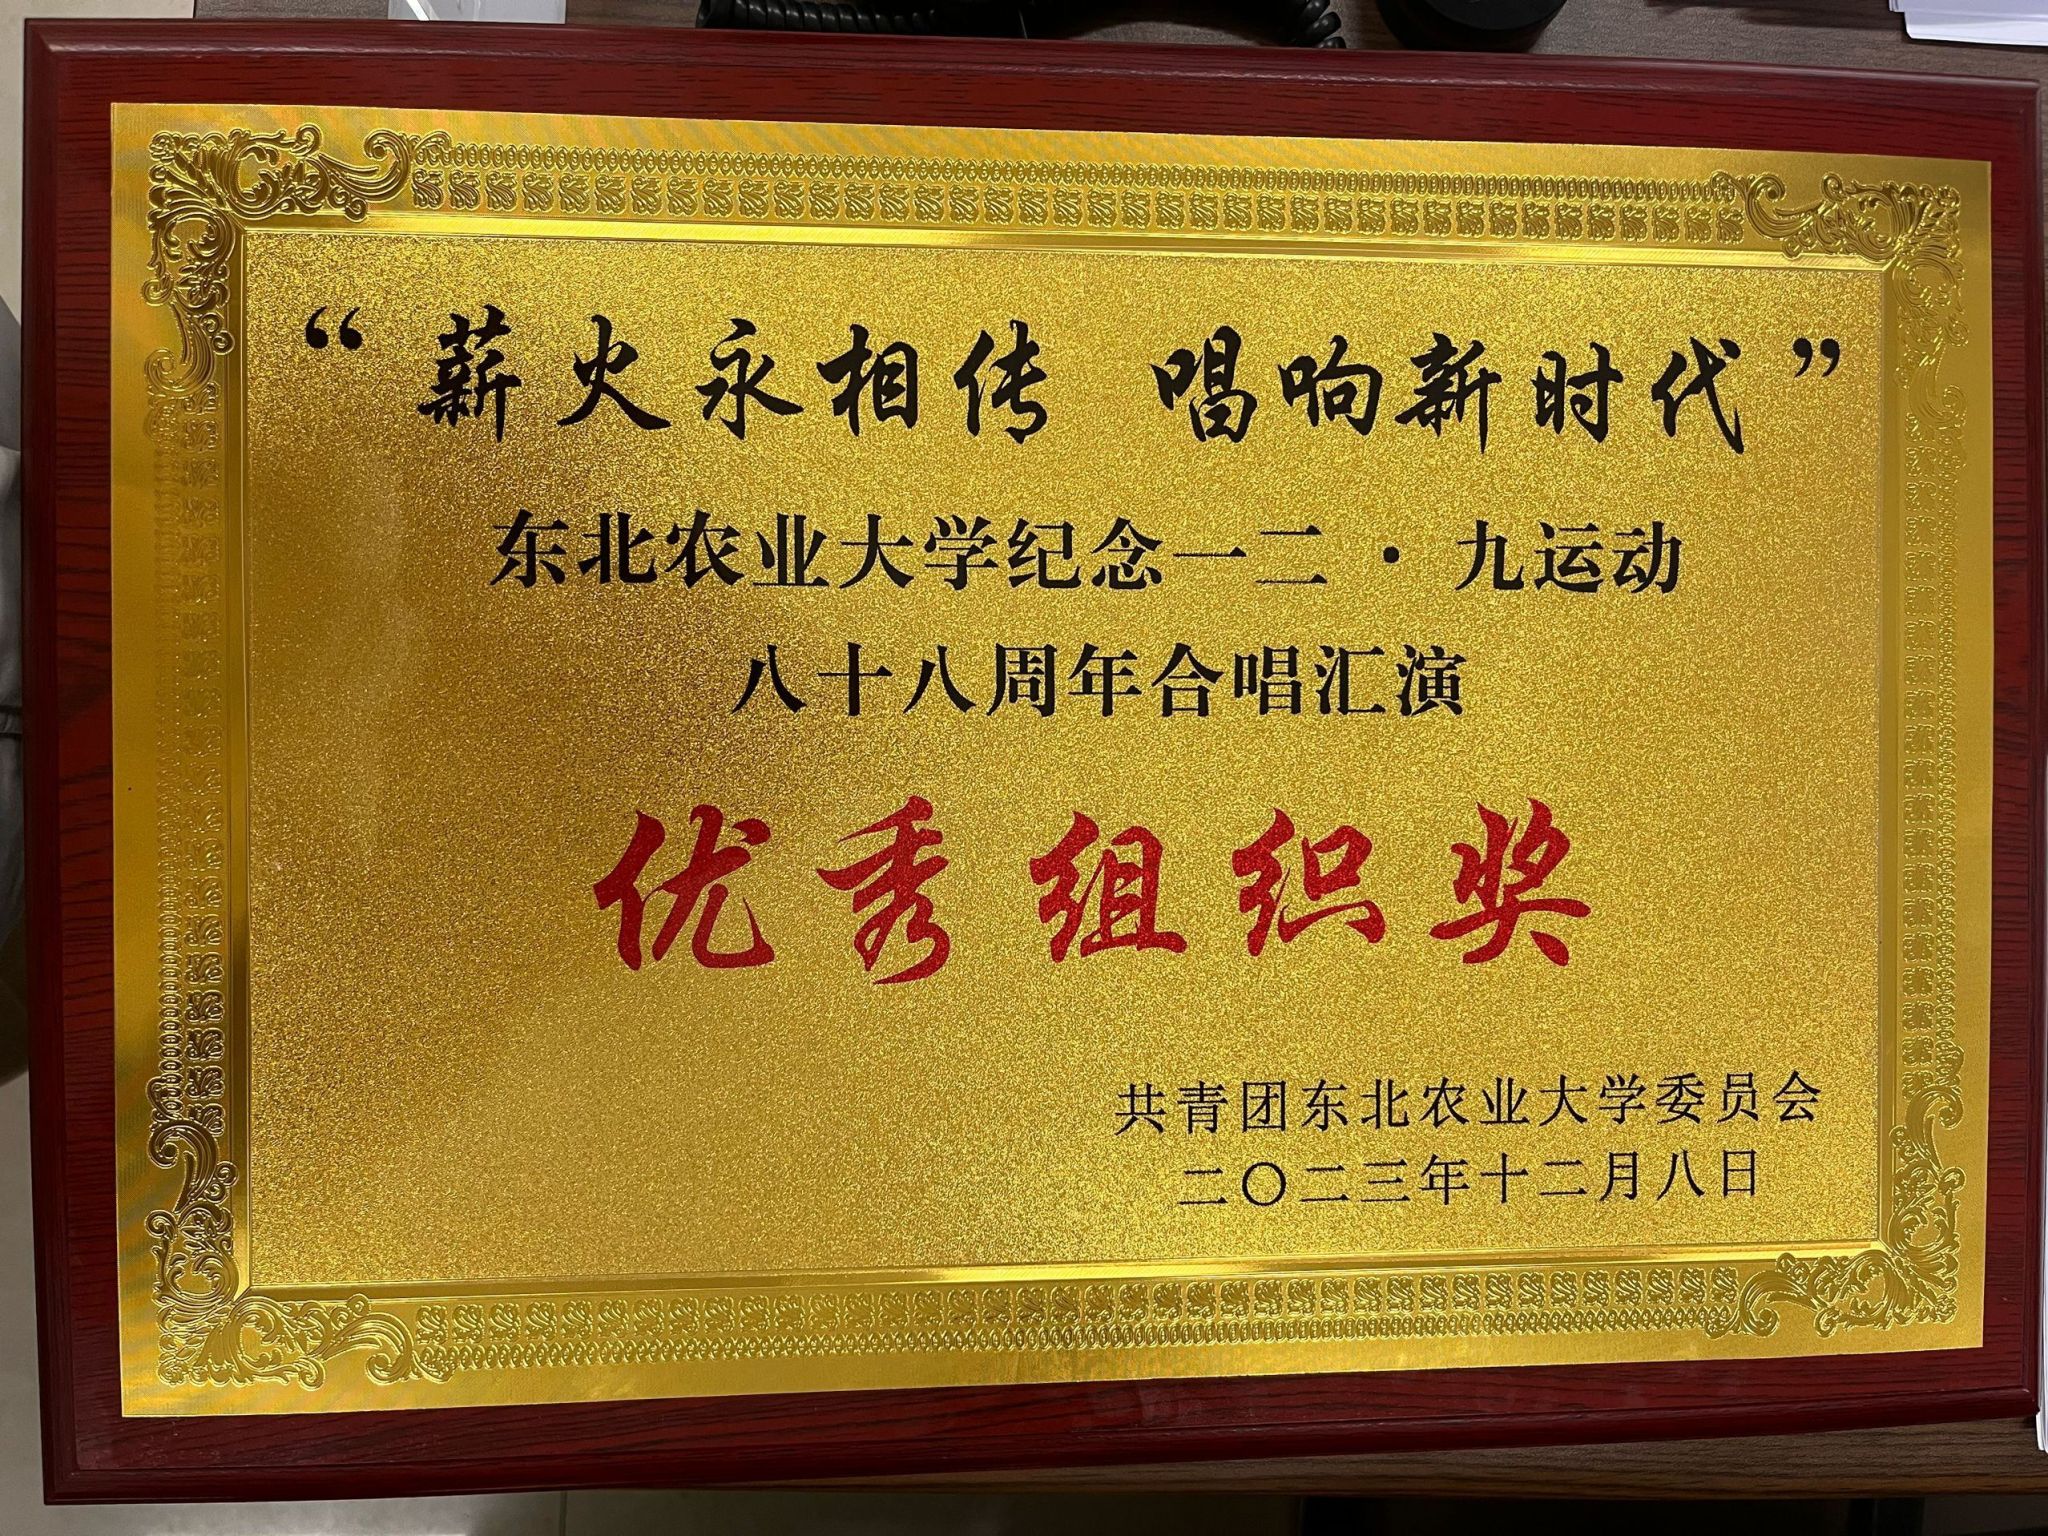 “薪火永相传 唱响新时代”
东北农业大学纪念一二·九运动
八十八周年合唱汇演
优秀组织奖
共青团东北农业大学委员会
二〇二三年十二月八日